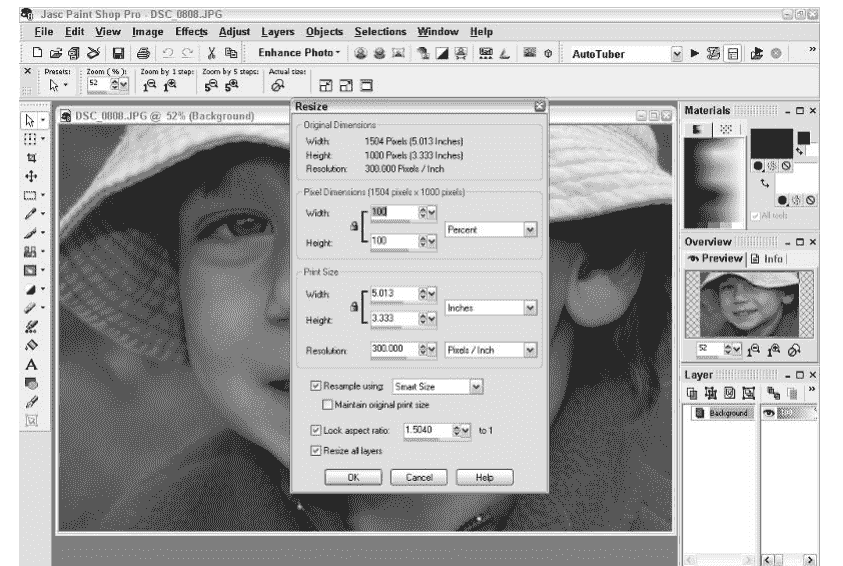 Jasc Paint Shop Pro - DSC_0808.JPG
File Edit View Image Effects Adjust Layers Objects Selections Window Help
Enhance Photo AutoTuber
Presets: Zoom (%): Zoom by 1 step: Zoom by 5 steps: Actual size:
52
DSC_0808.JPG @ 52% (Background)
Resize
Original Dimensions
Width: 1504 Pixels (5.013 Inches)
Height: 1000 Pixels (3.333 Inches)
Resolution: 300.000 Pixels / Inch
Pixel Dimensions (1504 pixels x 1000 pixels)
Width: 100
Percent
Height: 100
Print Size
Width: 5.013
Inches
Height: 3.333
Resolution: 300.000 Pixels / Inch
Resample using: Smart Size
Maintain original print size
Lock aspect ratio: 1.5040 to 1
Resize all layers
OK Cancel Help
Materials
All tools
Overview
Preview Info
52
Layer
Background
A